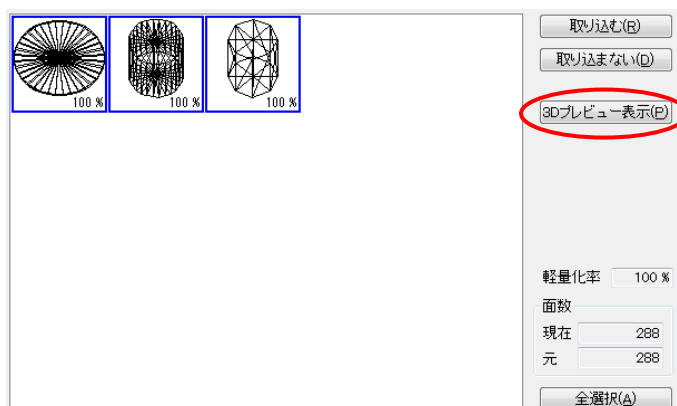 100 %
100 %
100 %
取り込む(R)
取り込まない(D)
3Dプレビュー表示(P)
軽量化率 100 %
面数
現在 288
元 288
全選択(A)